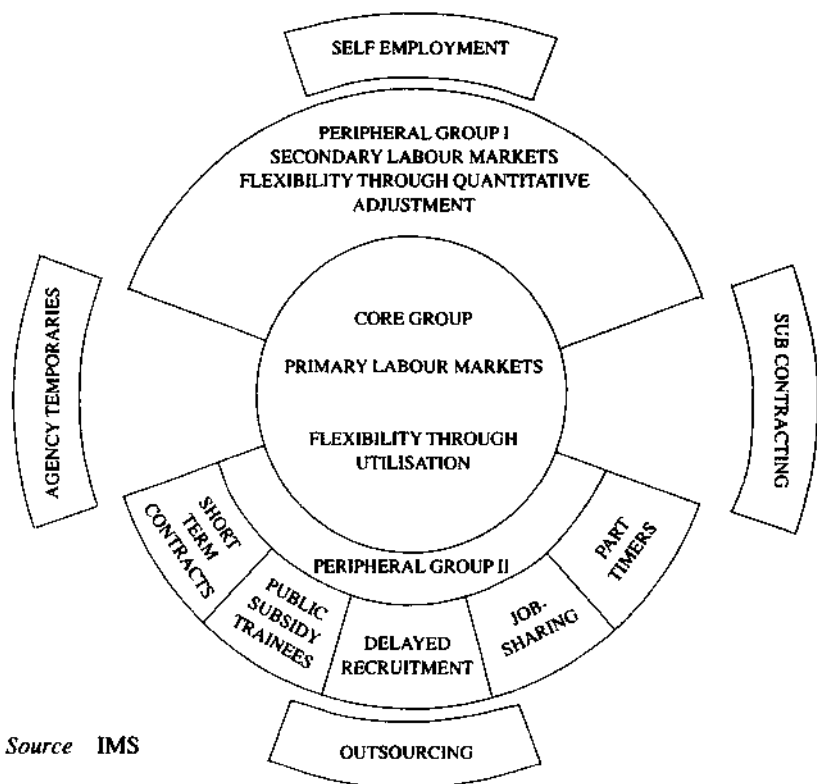 SELF EMPLOYMENT
PERIPHERAL GROUP I
SECONDARY LABOUR MARKETS
FLEXIBILITY THROUGH QUANTITATIVE
ADJUSTMENT
AGENCY TEMPORARIES
CORE GROUP
PRIMARY LABOUR MARKETS
FLEXIBILITY THROUGH
UTILISATION
SUB CONTRACTING
PERIPHERAL GROUP II
SHORT
TERM
CONTRACTS
PUBLIC
SUBSIDY
TRAINEES
DELAYED
RECRUITMENT
JOB-
SHARING
PART
TIMERS
OUTSOURCING
Source IMS